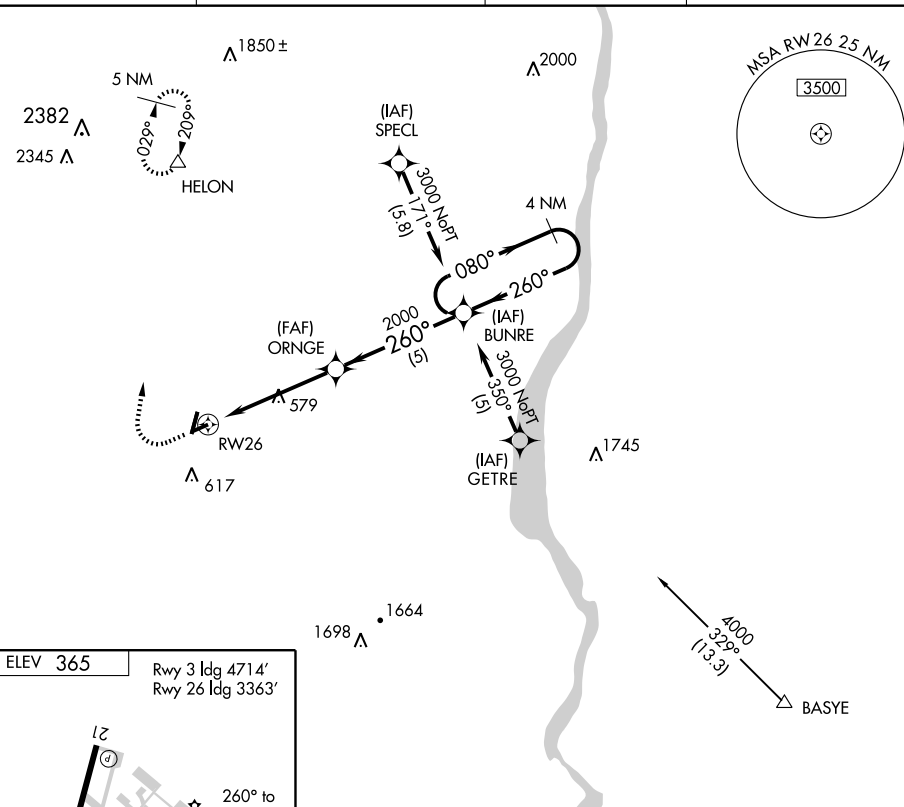 1850 ±
2000
MSA RW26 25 NM
3500
5 NM
2382
2345
029°
209°
HELON
(IAF)
SPECL
3000 NoPT
171°
(5.8)
4 NM
080°
260°
(IAF)
BUNRE
2000
260°
(5)
(FAF)
ORNGE
579
RW26
617
3000 NoPT
350°
(5)
(IAF)
GETRE
1745
1664
1698
4000
329°
(13.3)
BASYE
ELEV 365
Rwy 3 ldg 4714'
Rwy 26 ldg 3363'
21
P
260° to